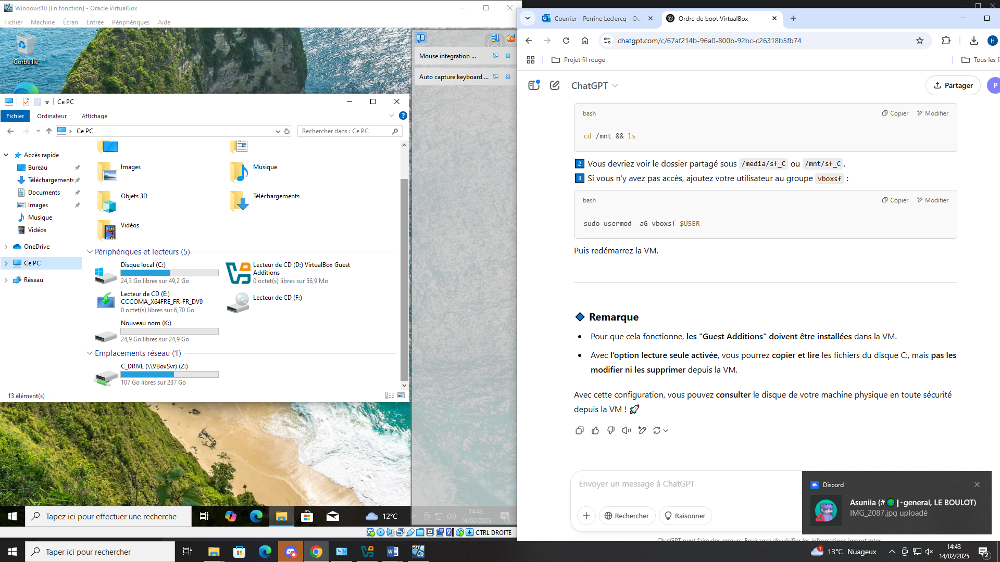 Windows10 [En fonction] - Oracle VirtualBox
Fichier Machine Écran Entrée Périphériques Aide
Corbeille
Mouse integration ...
Auto capture keyboard ...
Ce PC
Fichier Ordinateur Affichage
Ce PC
Rechercher dans : Ce PC
Accès rapide
Bureau
Téléchargements
Documents
Images
Musique
Vidéos
OneDrive
Ce PC
Réseau
Images
Musique
Objets 3D
Téléchargements
Vidéos
Périphériques et lecteurs (5)
Disque local (C:)
24,3 Go libres sur 49,2 Go
Lecteur de CD (D:) VirtualBox Guest
Additions
0 octet(s) libres sur 56,9 Mo
Lecteur de CD (E:)
CCCOMA_X64FRE_FR-FR_DV9
0 octet(s) libres sur 6,70 Go
Lecteur de CD (F:)
Nouveau nom (K:)
24,9 Go libres sur 24,9 Go
Emplacements réseau (1)
C_DRIVE (\\VBoxSvr) (Z:)
107 Go libres sur 237 Go
13 élément(s)
Tapez ici pour effectuer une recherche
12°C
14:43
14/02/2025
1
CTRL DROITE
Courrier - Perrine Leclercq - Ou
Ordre de boot VirtualBox
chatgpt.com/c/67af214b-96a0-800b-92bc-c26318b5fb74
H
Projet fil rouge
Tous les fa
ChatGPT
Partager
P
bash
Copier Modifier
cd /mnt && ls
2 Vous devriez voir le dossier partagé sous /media/sf_C ou /mnt/sf_C.
3 Si vous n’y avez pas accès, ajoutez votre utilisateur au groupe vboxsf :
bash
Copier Modifier
sudo usermod -aG vboxsf $USER
Puis redémarrez la VM.
Remarque
• Pour que cela fonctionne, les "Guest Additions" doivent être installées dans la VM.
• Avec l’option lecture seule activée, vous pourrez copier et lire les fichiers du disque C:, mais pas les
modifier ni les supprimer depuis la VM.
Avec cette configuration, vous pouvez consulter le disque de votre machine physique en toute sécurité
depuis la VM ! 🚀
Envoyer un message à ChatGPT
Rechercher
Raisonner
ChatGPT peut faire des erreurs. Envisagez de vérifier les informations importantes.
Discord
Asuniia (#🌍┃・general, LE BOULOT)
IMG_2087.jpg uploadé
Taper ici pour rechercher
1
13°C Nuageux
14:43
14/02/2025
2